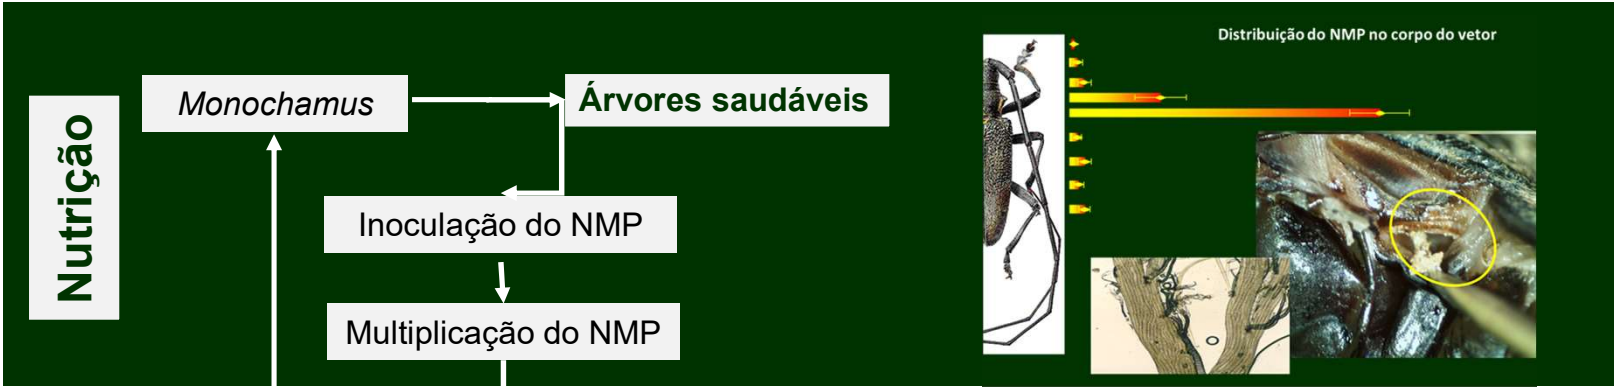 Nutrição
Monochamus
Árvores saudáveis
Inoculação do NMP
Multiplicação do NMP
Distribuição do NMP no corpo do vetor